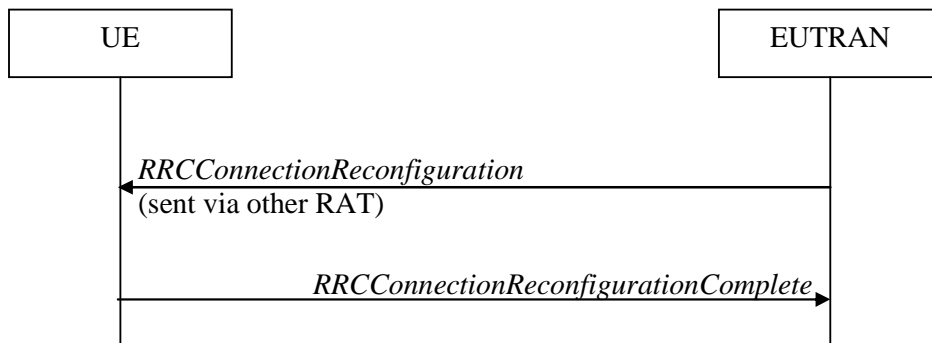 UE
EUTRAN
RRCConnectionReconfiguration
(sent via other RAT)
RRCConnectionReconfigurationComplete